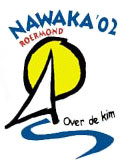 NAWAKA '02
ROERMOND
Over de kim